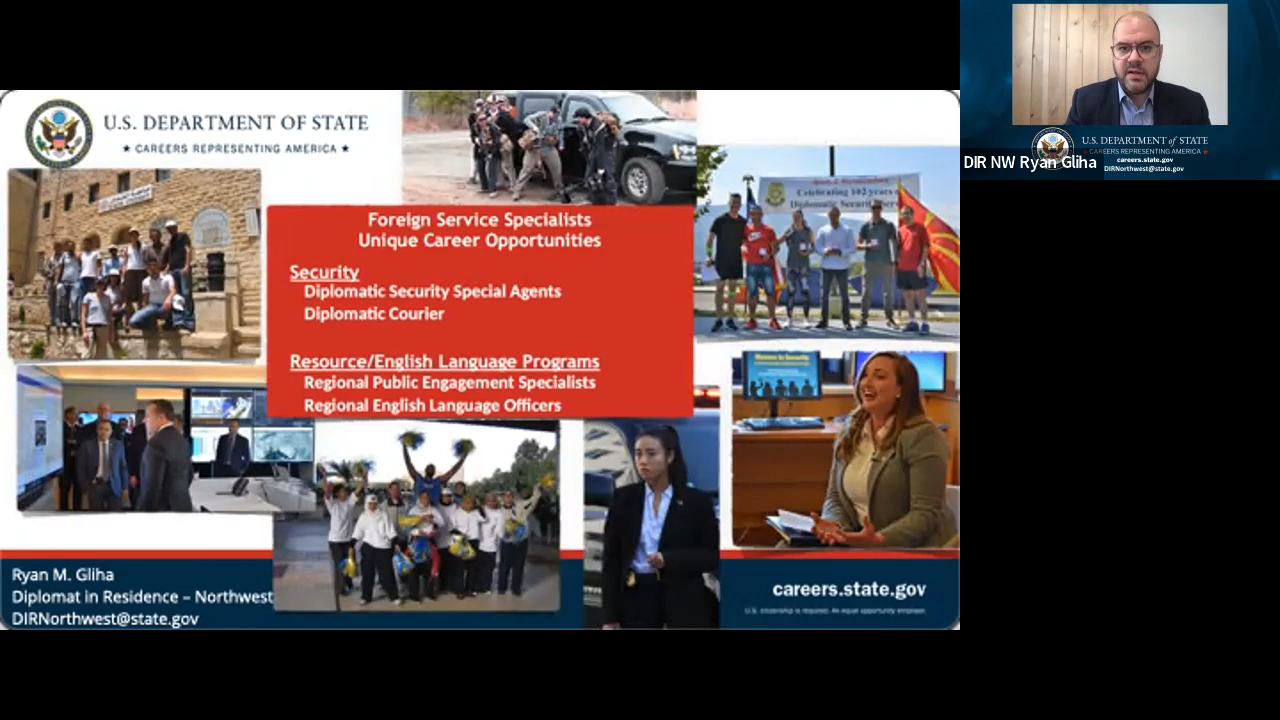 U.S. DEPARTMENT OF STATE
★ CAREERS REPRESENTING AMERICA ★
Foreign Service Specialists
Unique Career Opportunities
Security
Diplomatic Security Special Agents
Diplomatic Courier
Resource/English Language Programs
Regional Public Engagement Specialists
Regional English Language Officers
Celebrating 102 years
Diplomatic Security
Women in Security
Ryan M. Gliha
Diplomat in Residence – Northwest
DIRNorthwest@state.gov
careers.state.gov
U.S. citizenship is required. An equal opportunity employer.
U.S. DEPARTMENT OF STATE
★ CAREERS REPRESENTING AMERICA ★
careers.state.gov
DIRNorthwest@state.gov
DIR NW Ryan Gliha